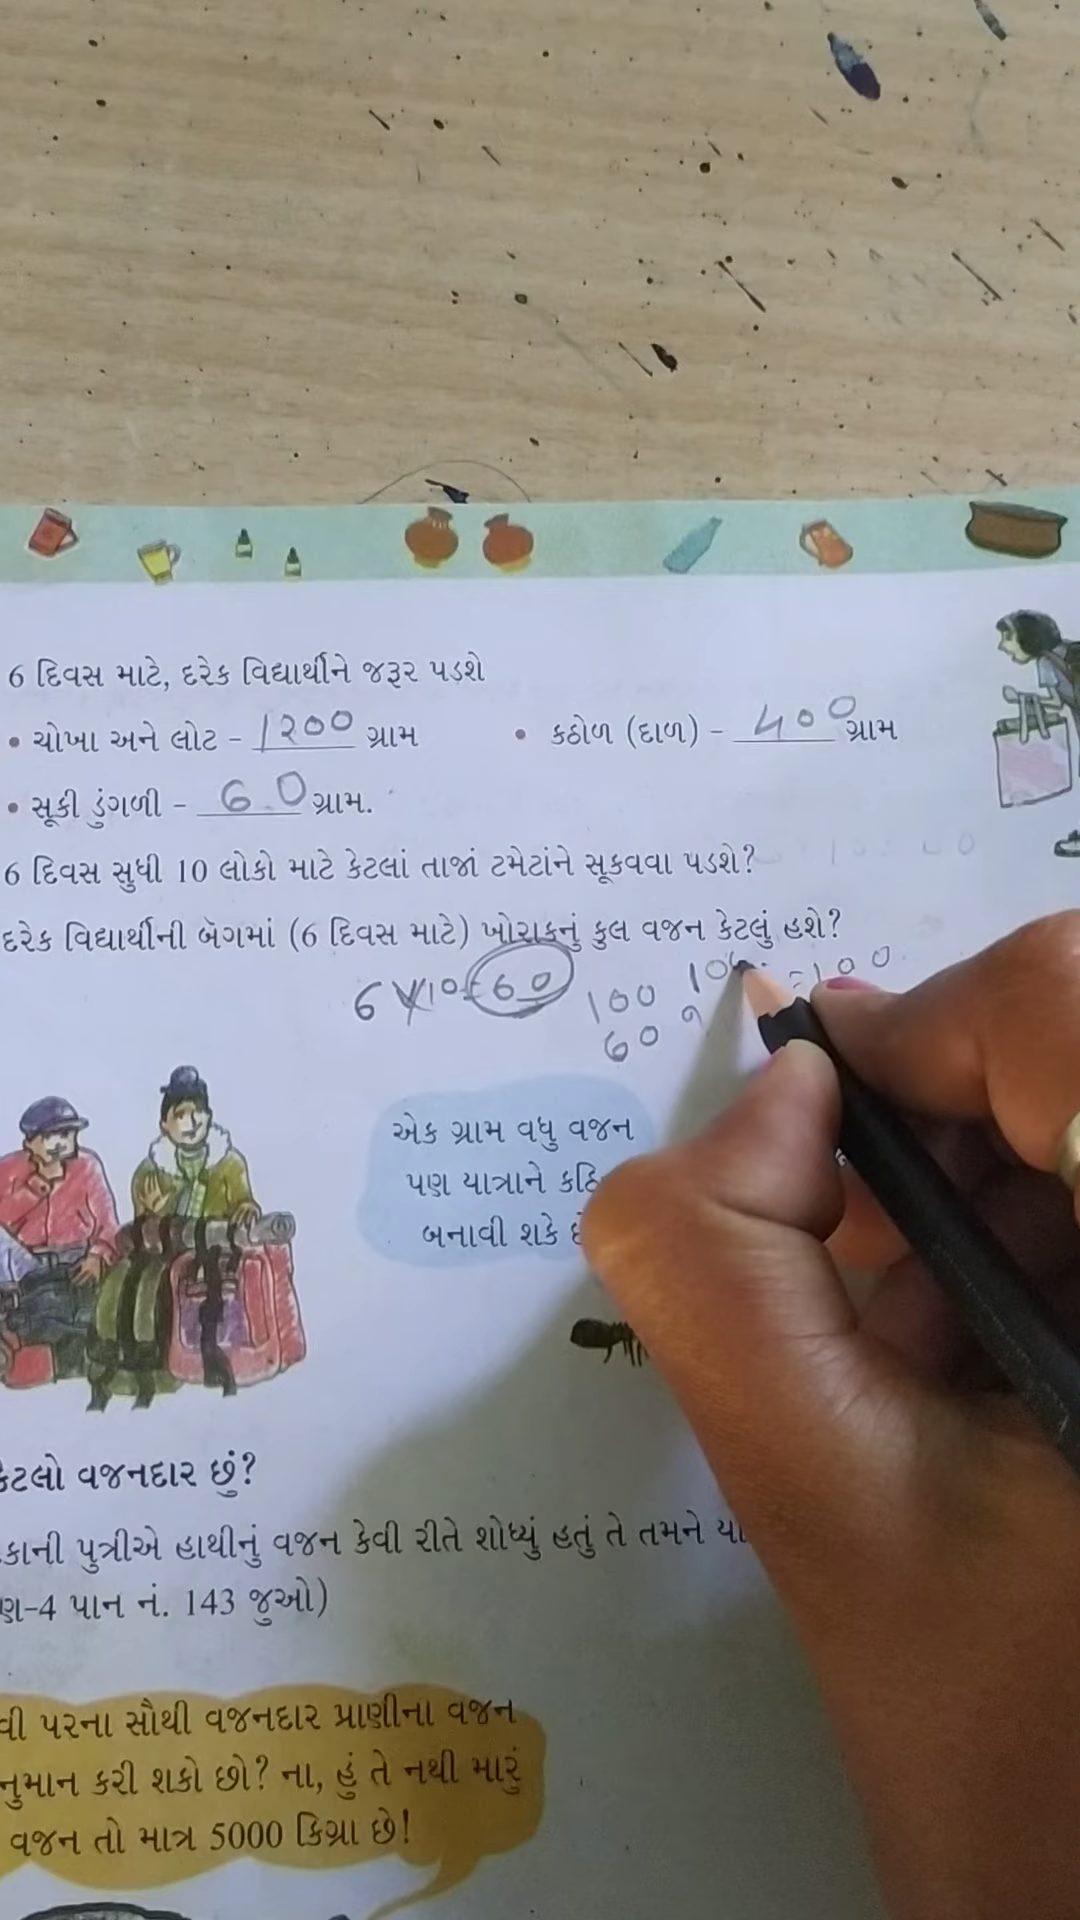 6 દિવસ માટે, દરેક વિદ્યાર્થીને જરૂર પડશે
• ચોખા અને લોટ - 1200 ગ્રામ • કઠોળ (દાળ) - 400 ગ્રામ
• સૂકી ડુંગળી - 60 ગ્રામ.
6 દિવસ સુધી 10 લોકો માટે કેટલાં તાજાં ટમેટાંને સૂકવવા પડશે?
દરેક વિદ્યાર્થીની બૅગમાં (6 દિવસ માટે) ખોરાકનું કુલ વજન કેટલું હશે?
6 X 10 = 60 100 = 100
60
એક ગ્રામ વધુ વજન
પણ યાત્રાને
બનાવી શકે
કેટલો વજનદાર છું?
પુત્રીએ હાથીનું વજન કેવી રીતે શોધ્યું હતું તે તમને
-4 પાન નં. 143 જુઓ)
પરના સૌથી વજનદાર પ્રાણીના વજન
કરી શકો છો? ના, હું તે નથી મારું
વજન તો માત્ર 5000 કિગ્રા છે!